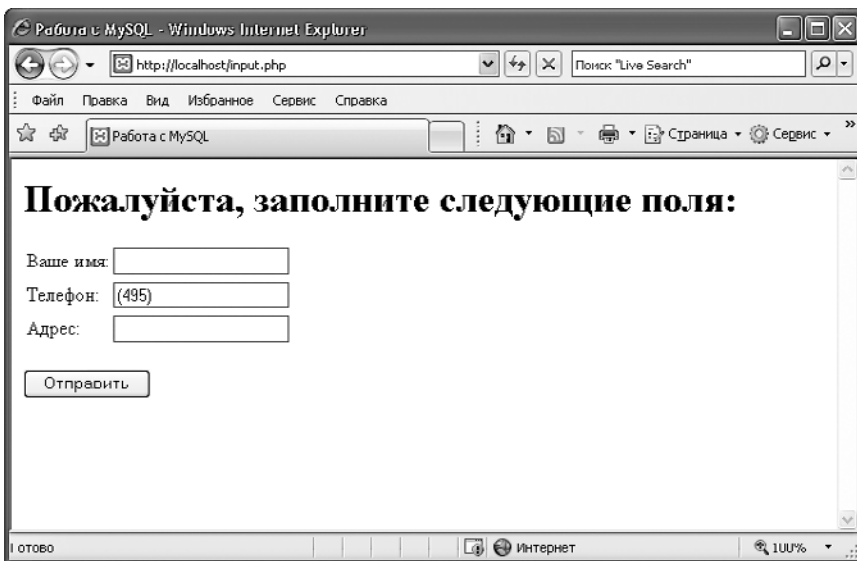 Работа с MySQL - Windows Internet Explorer
http://localhost/input.php
Поиск "Live Search"
Файл Правка Вид Избранное Сервис Справка
Работа с MySQL
Страница
Сервис
»
Пожалуйста, заполните следующие поля:
Ваше имя:
Телефон: (495)
Адрес:
Отправить
Готово
Интернет
100%